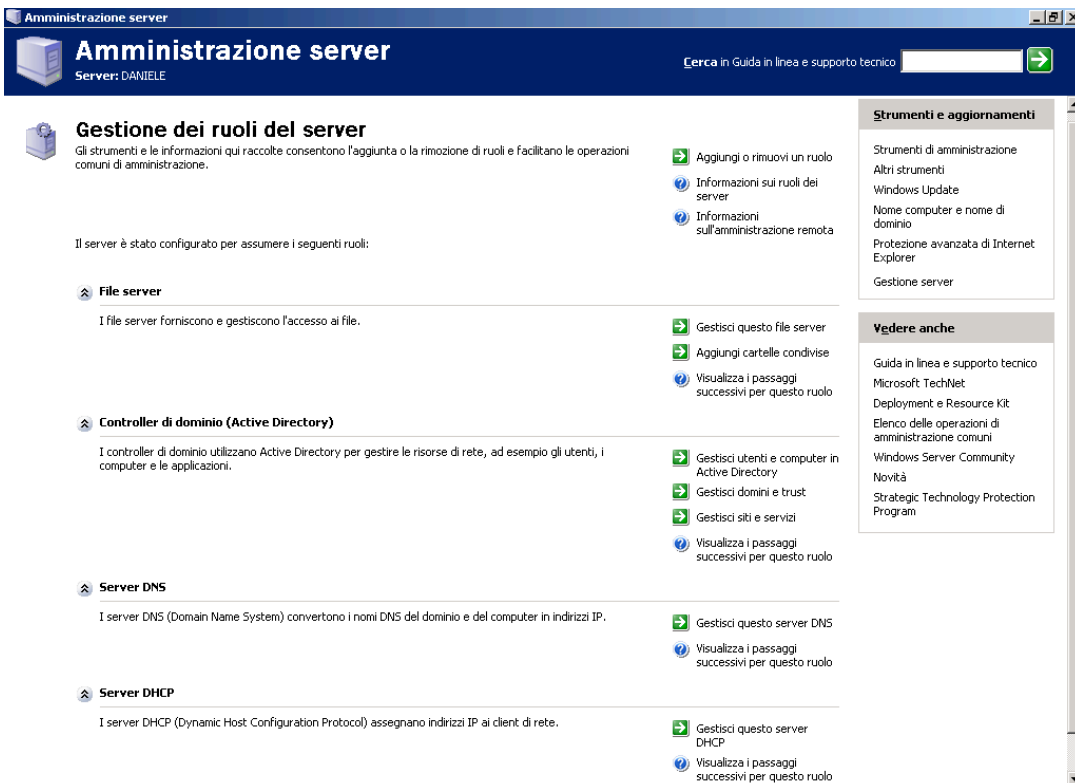 Amministrazione server
Amministrazione server
Server: DANIELE
Cerca in Guida in linea e supporto tecnico
Gestione dei ruoli del server
Gli strumenti e le informazioni qui raccolte consentono l'aggiunta o la rimozione di ruoli e facilitano le operazioni
comuni di amministrazione.
Aggiungi o rimuovi un ruolo
Informazioni sui ruoli dei
server
Informazioni
sull'amministrazione remota
Il server è stato configurato per assumere i seguenti ruoli:
File server
I file server forniscono e gestiscono l'accesso ai file.
Gestisci questo file server
Aggiungi cartelle condivise
Visualizza i passaggi
successivi per questo ruolo
Controller di dominio (Active Directory)
I controller di dominio utilizzano Active Directory per gestire le risorse di rete, ad esempio gli utenti, i
computer e le applicazioni.
Gestisci utenti e computer in
Active Directory
Gestisci domini e trust
Gestisci siti e servizi
Visualizza i passaggi
successivi per questo ruolo
Server DNS
I server DNS (Domain Name System) convertono i nomi DNS del dominio e del computer in indirizzi IP.
Gestisci questo server DNS
Visualizza i passaggi
successivi per questo ruolo
Server DHCP
I server DHCP (Dynamic Host Configuration Protocol) assegnano indirizzi IP ai client di rete.
Gestisci questo server
DHCP
Visualizza i passaggi
successivi per questo ruolo
Strumenti e aggiornamenti
Strumenti di amministrazione
Altri strumenti
Windows Update
Nome computer e nome di
dominio
Protezione avanzata di Internet
Explorer
Gestione server
Vedere anche
Guida in linea e supporto tecnico
Microsoft TechNet
Deployment e Resource Kit
Elenco delle operazioni di
amministrazione comuni
Windows Server Community
Novità
Strategic Technology Protection
Program